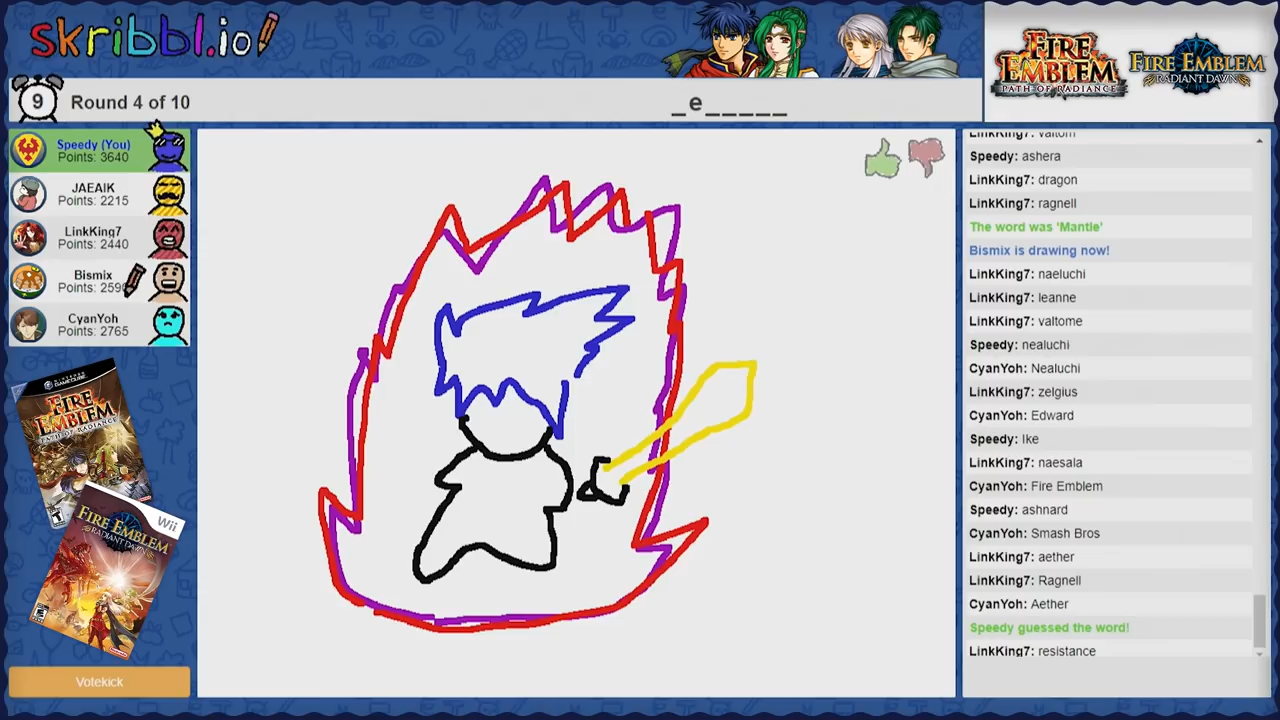 skribbl.io
FIRE EMBLEM
PATH OF RADIANCE
FIRE EMBLEM
RADIANT DAWN
9
Round 4 of 10
_e_____
Speedy (You)
Points: 3640
JAEAIK
Points: 2215
LinkKing7
Points: 2440
Bismix
CyanYoh
Points: 2765
NINTENDO GAMECUBE
FIRE EMBLEM
PATH OF RADIANCE
T
Wii
FIRE EMBLEM
RADIANT DAWN
Votekick
LinkKing7: valtom
Speedy: ashera
LinkKing7: dragon
LinkKing7: ragnell
The word was 'Mantle'
Bismix is drawing now!
LinkKing7: naeluchi
LinkKing7: leanne
LinkKing7: valtome
Speedy: nealuchi
CyanYoh: Nealuchi
LinkKing7: zelgius
CyanYoh: Edward
Speedy: Ike
LinkKing7: naesala
CyanYoh: Fire Emblem
Speedy: ashnard
CyanYoh: Smash Bros
LinkKing7: aether
LinkKing7: Ragnell
CyanYoh: Aether
Speedy guessed the word!
LinkKing7: resistance